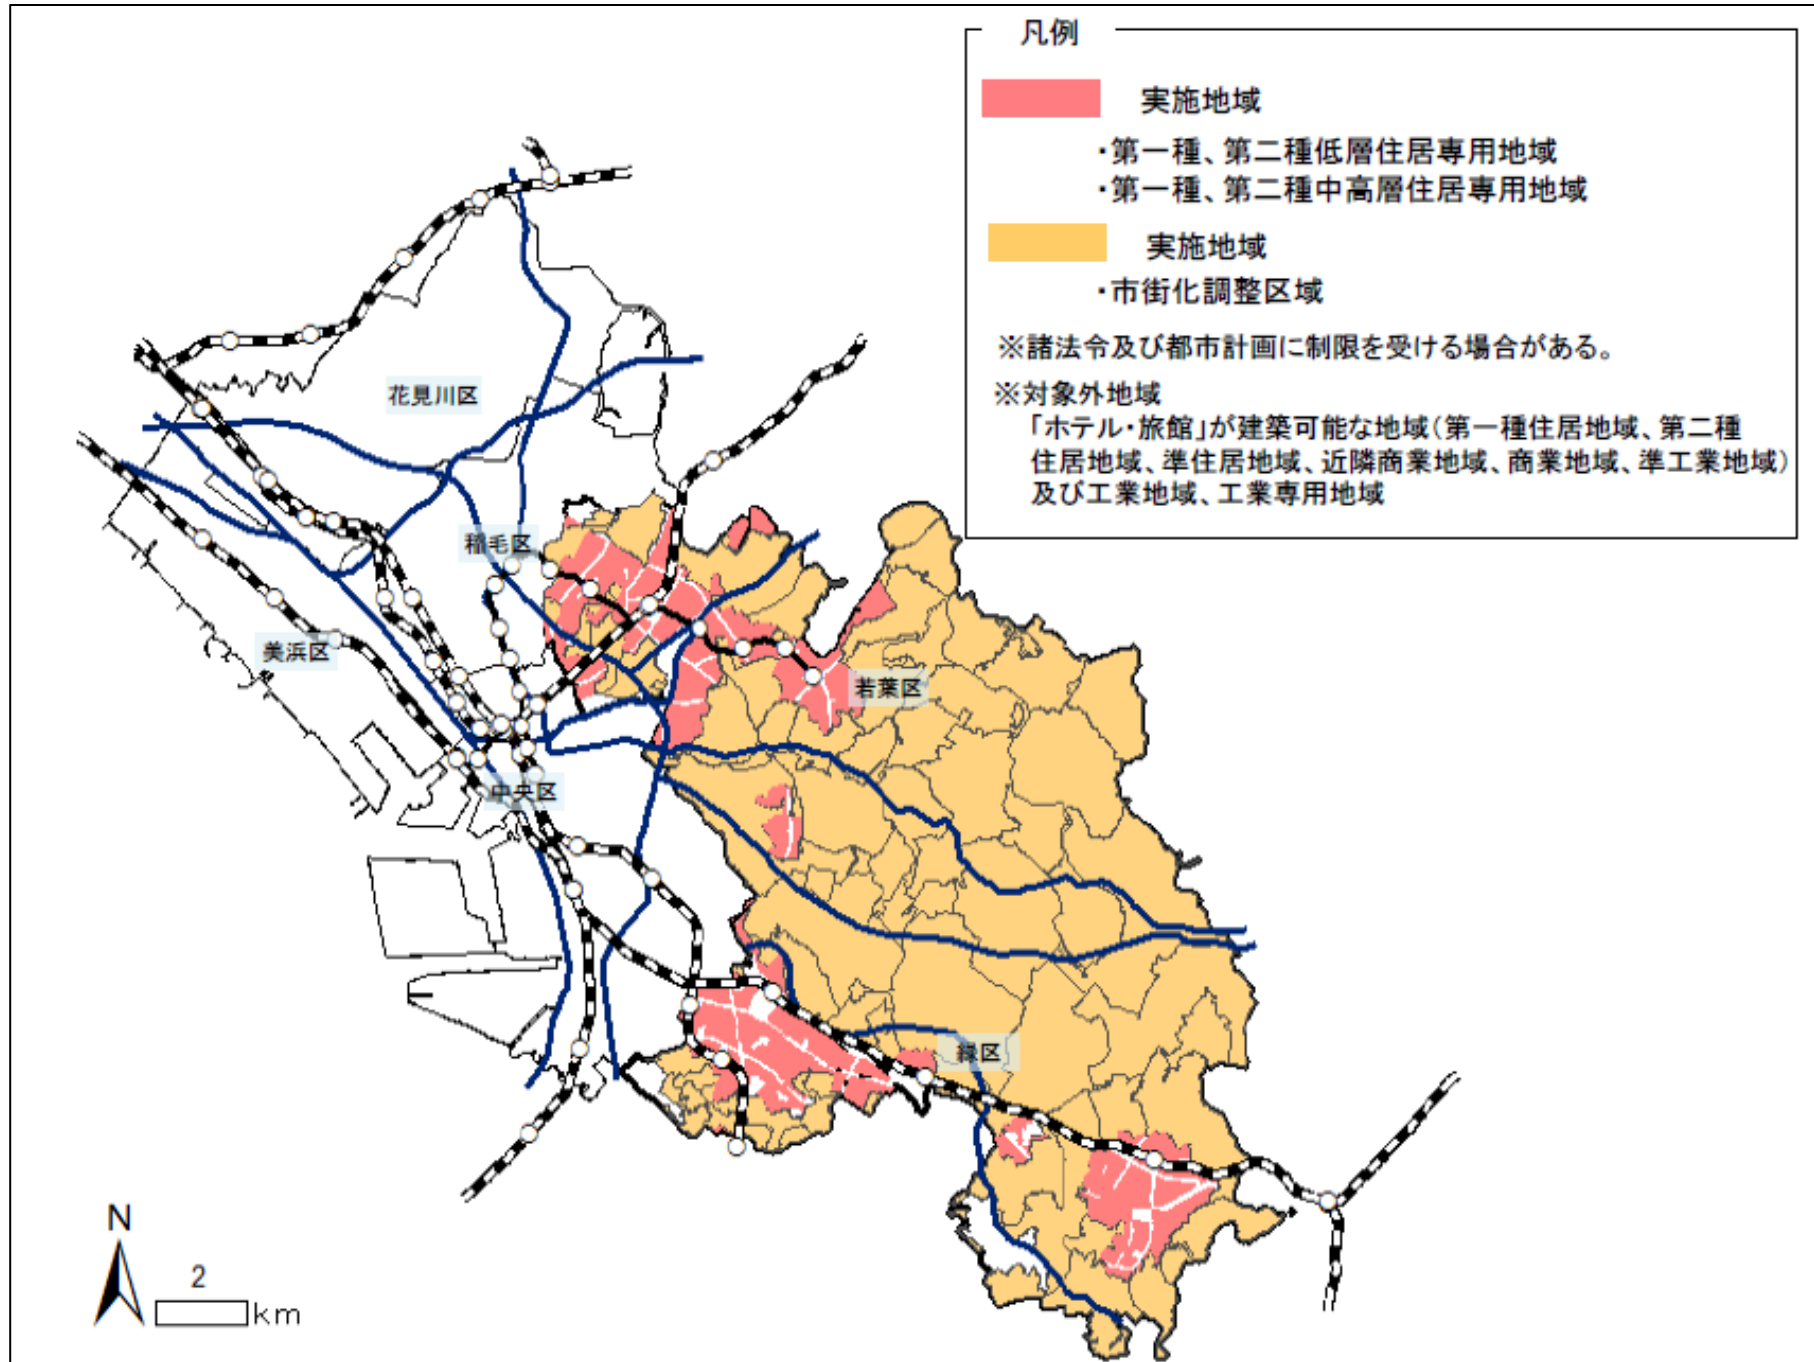 凡例
実施地域
・第一種、第二種低層住居専用地域
・第一種、第二種中高層住居専用地域
実施地域
・市街化調整区域
※諸法令及び都市計画に制限を受ける場合がある。
※対象外地域
「ホテル・旅館」が建築可能な地域（第一種住居地域、第二種
住居地域、準住居地域、近隣商業地域、商業地域、準工業地域）
及び工業地域、工業専用地域
花見川区
稲毛区
美浜区
若葉区
中央区
緑区
N
2
km